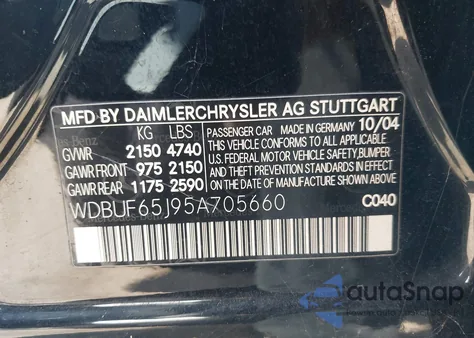 MFD BY DAIMLERCHRYSLER AG STUTTGART
KG LBS
GVWR 2150 4740
GAWR FRONT 975 2150
GAWR REAR 1175 2590
PASSENGER CAR MADE IN GERMANY 10/04
THIS VEHICLE CONFORMS TO ALL APPLICABLE
U.S. FEDERAL MOTOR VEHICLE SAFETY, BUMPER
AND THEFT PREVENTION STANDARDS
IN EFFECT ON THE DATE OF
MANUFACTURE SHOWN ABOVE.
WDBUF65J95A705660 C040
autoSnap